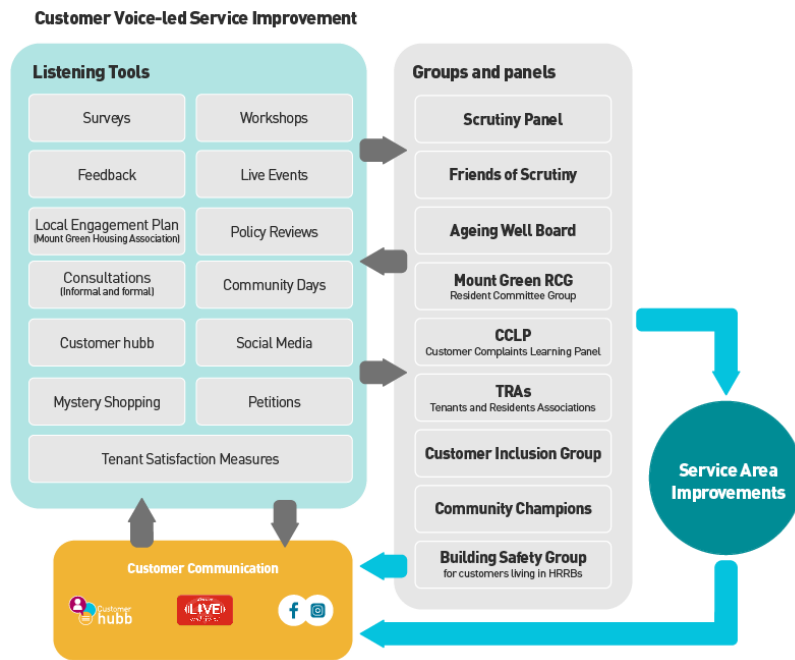 Customer Voice-led Service Improvement
Listening Tools
Surveys
Workshops
Feedback
Live Events
Local Engagement Plan
(Mount Green Housing Association)
Policy Reviews
Consultations
(Informal and formal)
Community Days
Customer hubb
Social Media
Mystery Shopping
Petitions
Tenant Satisfaction Measures
Groups and panels
Scrutiny Panel
Friends of Scrutiny
Ageing Well Board
Mount Green RCG
Resident Committee Group
CCLP
Customer Complaints Learning Panel
TRAs
Tenants and Residents Associations
Customer Inclusion Group
Community Champions
Building Safety Group
for customers living in HRRBs
Service Area
Improvements
Customer Communication
Customer
hubb
LIVE